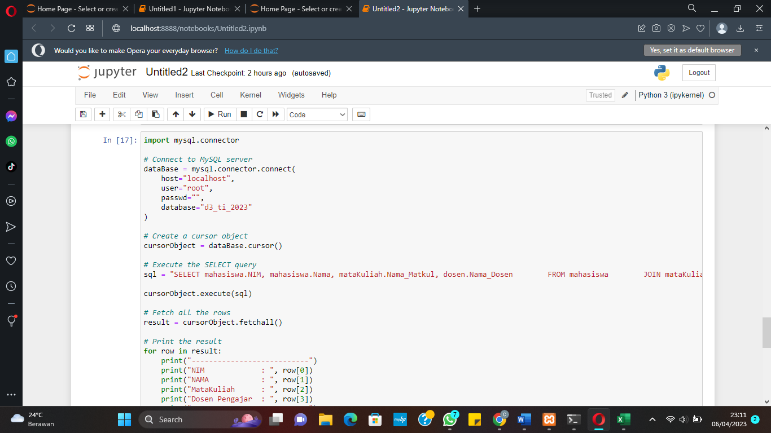 Home Page - Select or cre
Untitled1 - Jupyter Notebo
Home Page - Select or cre
Untitled2 - Jupyter Notebo
localhost:8888/notebooks/Untitled2.ipynb
Would you like to make Opera your everyday browser? How do I do that?
Yes, set it as default browser
jupyter Untitled2 Last Checkpoint: 2 hours ago (autosaved)
Logout
File Edit View Insert Cell Kernel Widgets Help
Trusted
Python 3 (ipykernel)
Run
Code
In [17]: import mysql.connector
# Connect to MySQL server
dataBase = mysql.connector.connect(
host="localhost",
user="root",
passwd="",
database="d3_ti_2023"
)
# Create a cursor object
cursorObject = dataBase.cursor()
# Execute the SELECT query
sql = "SELECT mahasiswa.NIM, mahasiswa.Nama, mataKuliah.Nama_Matkul, dosen.Nama_Dosen FROM mahasiswa JOIN mataKulia
cursorObject.execute(sql)
# Fetch all the rows
result = cursorObject.fetchall()
# Print the result
for row in result:
print("----------------------------")
print("NIM : ", row[0])
print("NAMA : ", row[1])
print("MataKuliah : ", row[2])
print("Dosen Pengajar : ", row[3])
24°C
Berawan
Search
23:11
08/04/2023